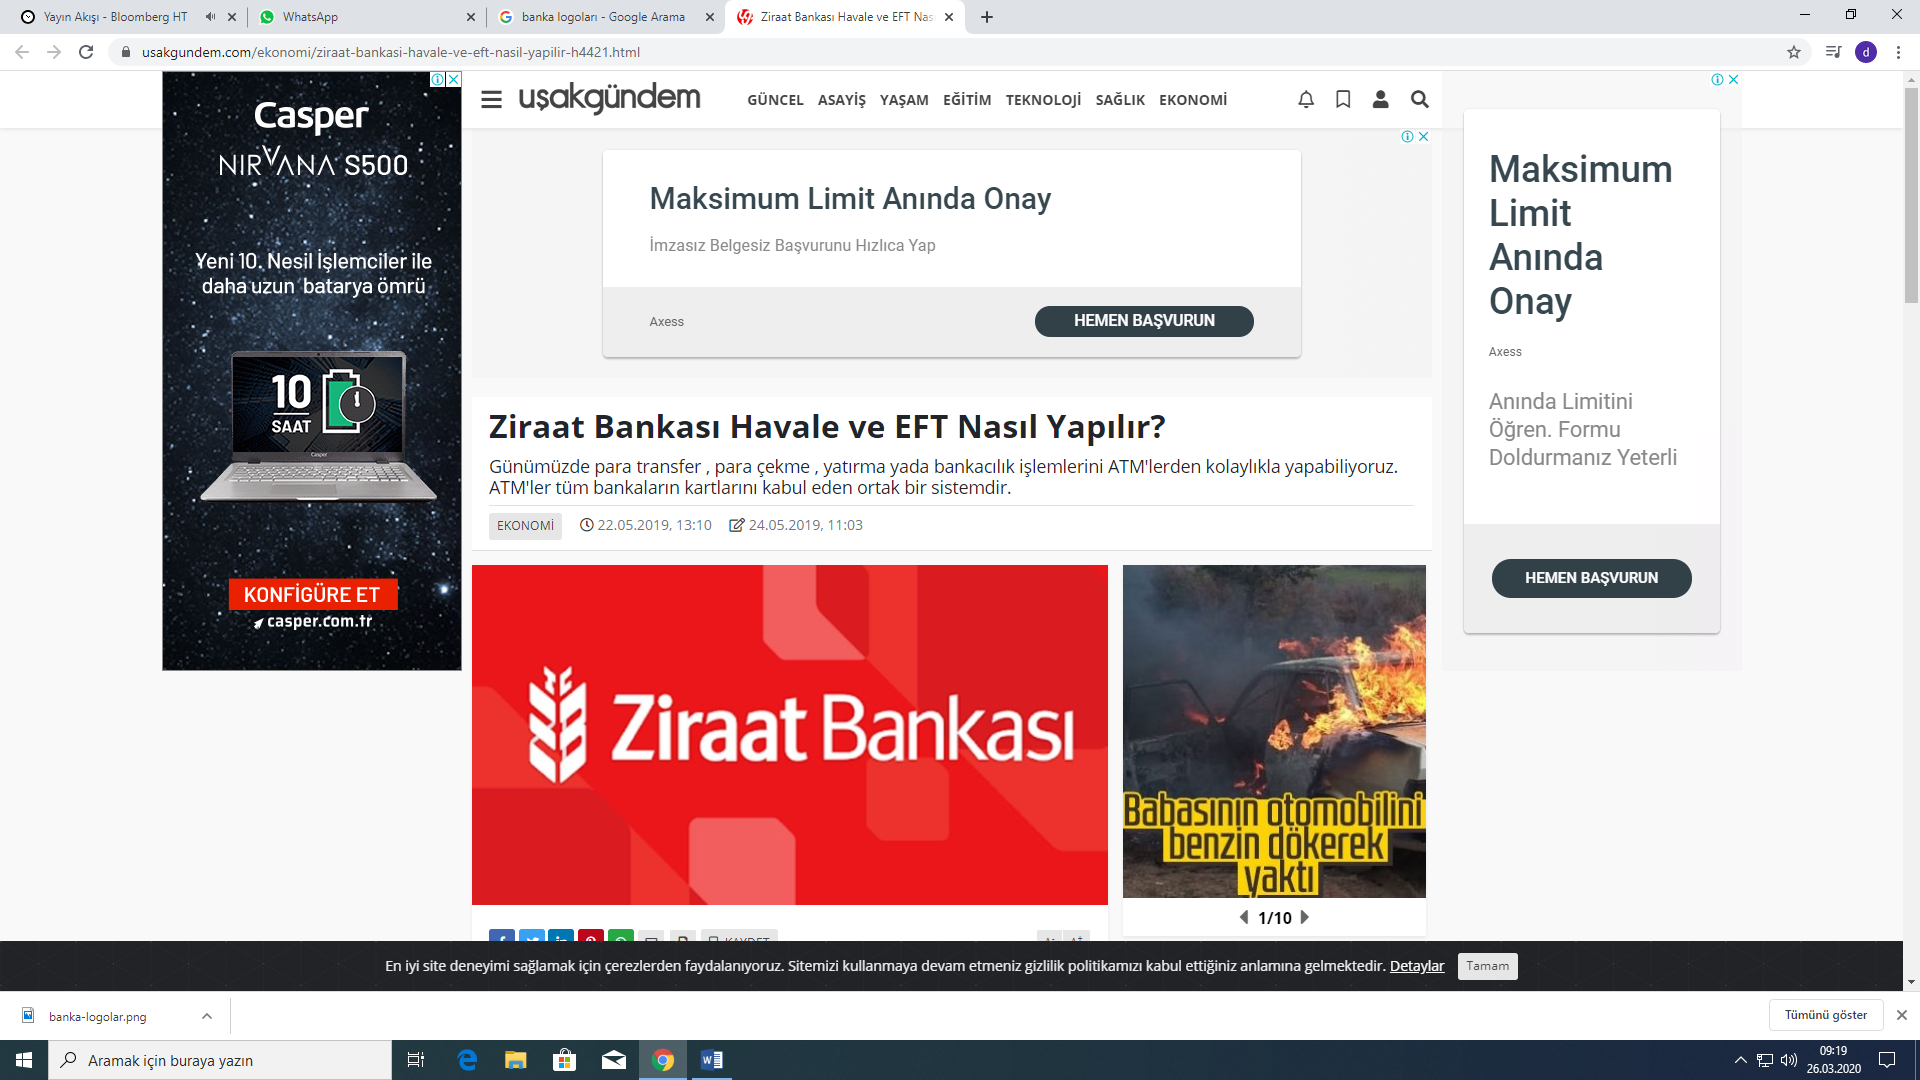 Yayın Akışı - Bloomberg HT
WhatsApp
banka logoları - Google Arama
Ziraat Bankası Havale ve EFT Nası
usakgundem.com/ekonomi/ziraat-bankasi-havale-ve-eft-nasil-yapilir-h4421.html
d
Casper
NIRVANA S500
Yeni 10. Nesil İşlemciler ile
daha uzun batarya ömrü
10
SAAT
Casper
KONFİGÜRE ET
casper.com.tr
uşakgündem
GÜNCEL ASAYİŞ YAŞAM EĞİTİM TEKNOLOJİ SAĞLIK EKONOMİ
Maksimum Limit Anında Onay
İmzasız Belgesiz Başvurunu Hızlıca Yap
Axess
HEMEN BAŞVURUN
Maksimum
Limit
Anında
Onay
Axess
Anında Limitini
Öğren. Formu
Doldurmanız Yeterli
HEMEN BAŞVURUN
Ziraat Bankası Havale ve EFT Nasıl Yapılır?
Günümüzde para transfer , para çekme , yatırma yada bankacılık işlemlerini ATM'lerden kolaylıkla yapabiliyoruz.
ATM'ler tüm bankaların kartlarını kabul eden ortak bir sistemdir.
EKONOMİ
22.05.2019, 13:10
24.05.2019, 11:03
Ziraat Bankası
Babasının otomobilini
benzin dökerek
yaktı
1/10
KAYDET
En iyi site deneyimi sağlamak için çerezlerden faydalanıyoruz. Sitemizi kullanmaya devam etmeniz gizlilik politikamızı kabul ettiğiniz anlamına gelmektedir. Detaylar
Tamam
banka-logolar.png
Tümünü göster
Aramak için buraya yazın
09:19
26.03.2020